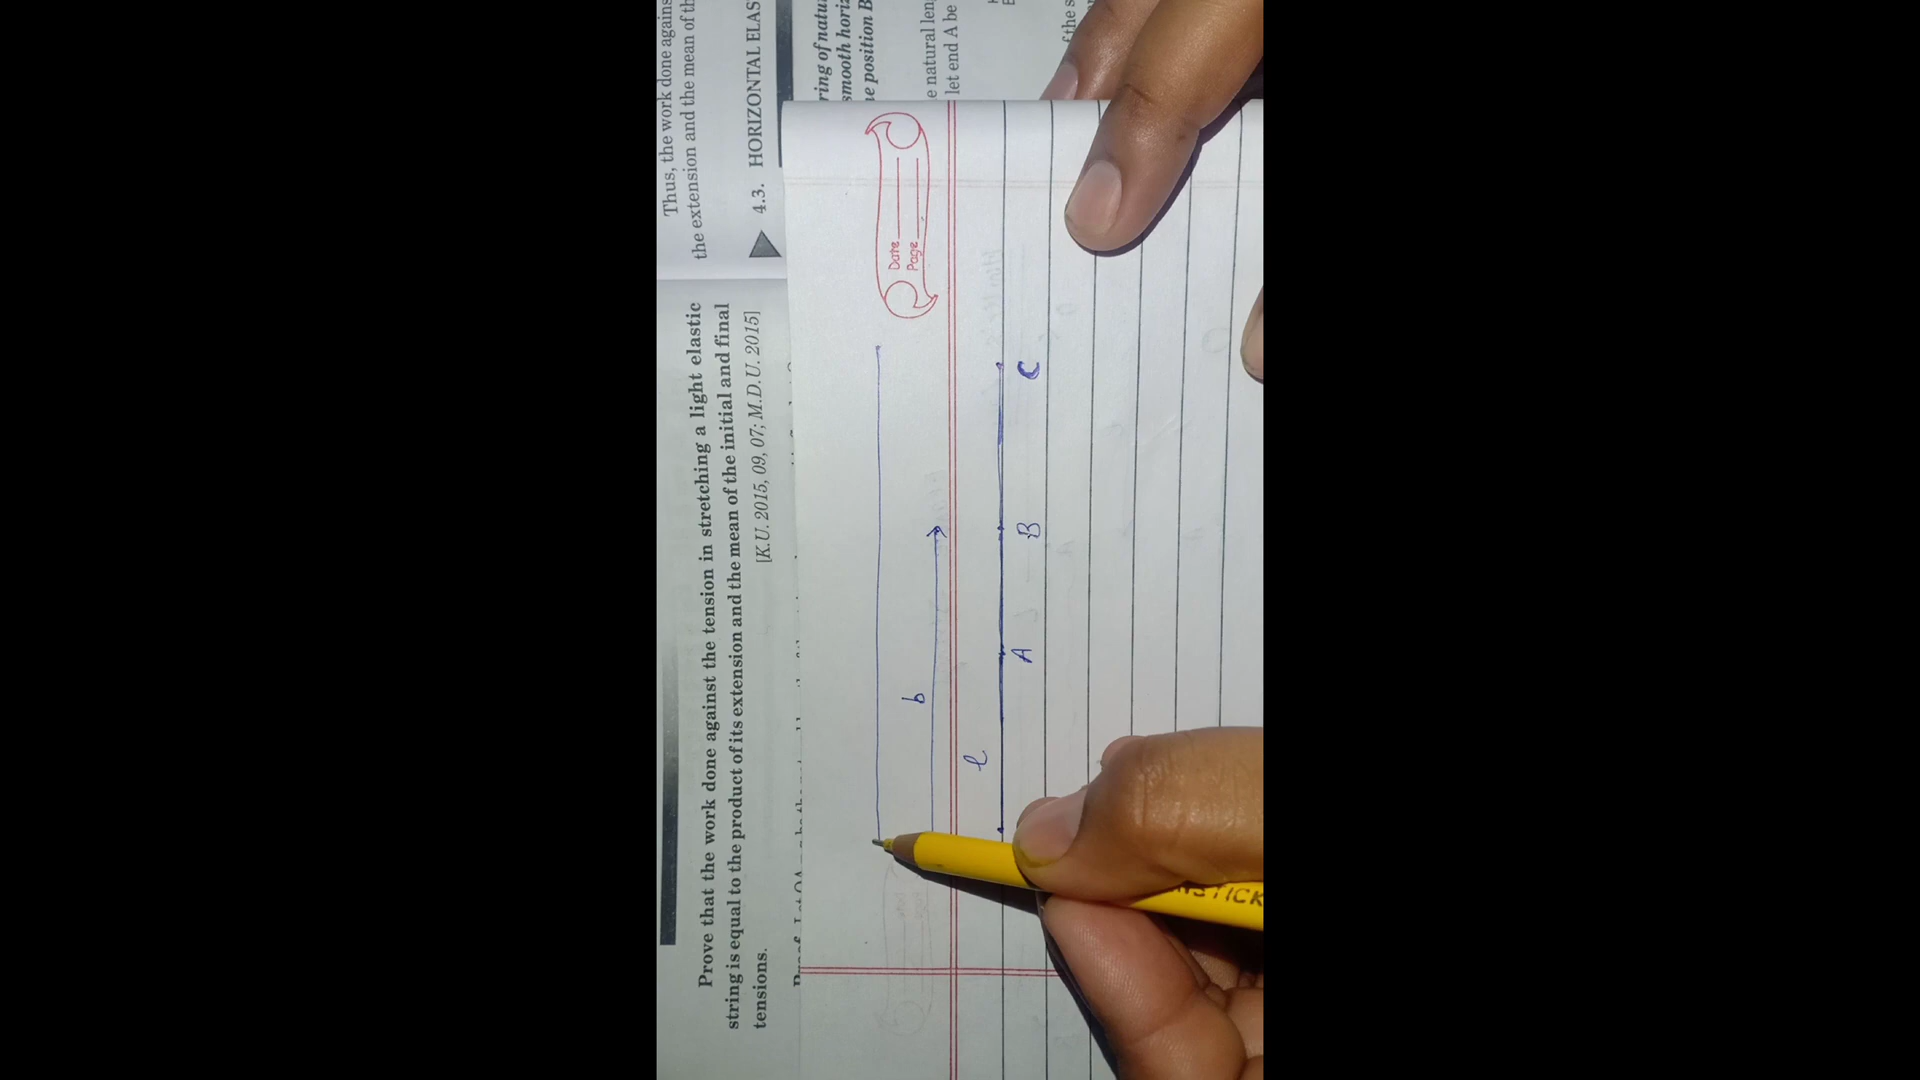 Thus, the work done agains
the extension and the mean of th
4.3. HORIZONTAL ELAS
Prove that the work done against the tension in stretching a light elastic
string is equal to the product of its extension and the mean of the initial and final
tensions.
[K.U. 2015, 09, 07; M.D.U. 2015]
ring of natu
smooth horiz
e position B
e natural len
let end A be
f the s
Date
Page
b
l
A B C